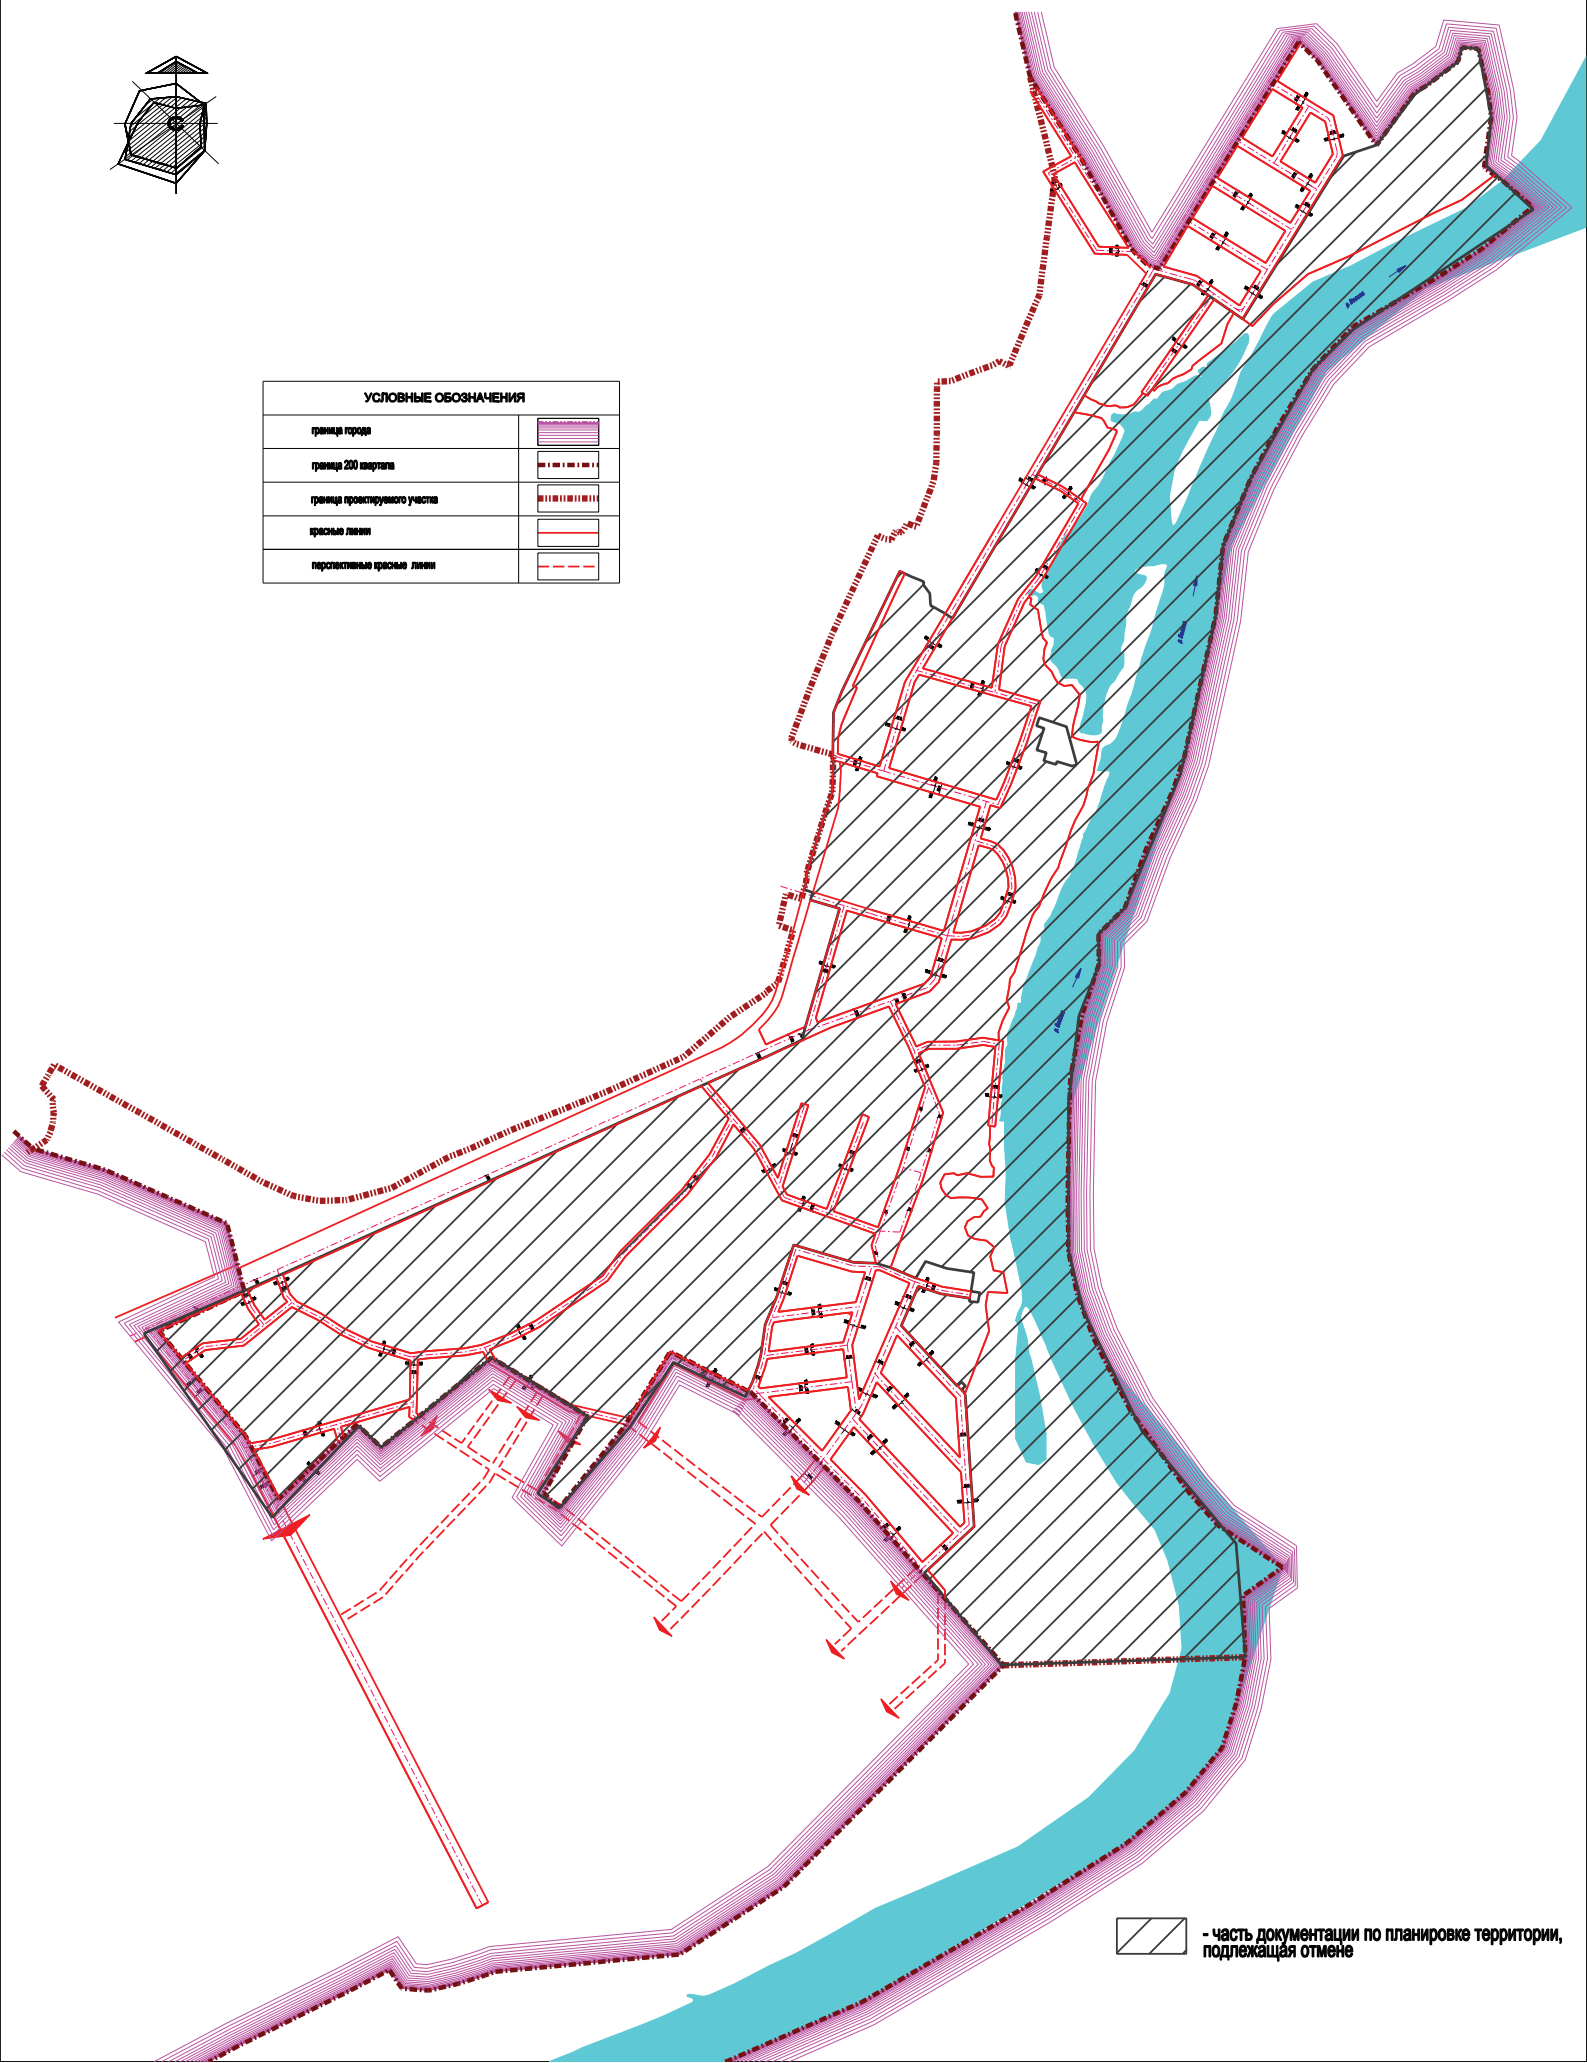 С
УСЛОВНЫЕ ОБОЗНАЧЕНИЯ
граница города
граница 200 квартала
граница проектируемого участка
красные линии
перспективные красные линии
- часть документации по планировке территории,
подлежащая отмене